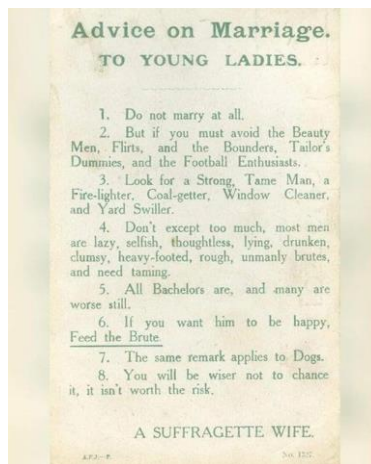 Advice on Marriage.
TO YOUNG LADIES.
1. Do not marry at all.
2. But if you must avoid the Beauty
Men, Flirts, and the Bounders, Tailor's
Dummies, and the Football Enthusiasts.
3. Look for a Strong, Tame Man, a
Fire-lighter, Coal-getter, Window Cleaner,
and Yard Swiller.
4. Don't except too much, most men
are lazy, selfish, thoughtless, lying, drunken,
clumsy, heavy-footed, rough, unmanly brutes,
and need taming.
5. All Bachelors are, and many are
worse still.
6. If you want him to be happy,
Feed the Brute.
7. The same remark applies to Dogs.
8. You will be wiser not to chance
it, it isn't worth the risk.
A SUFFRAGETTE WIFE.